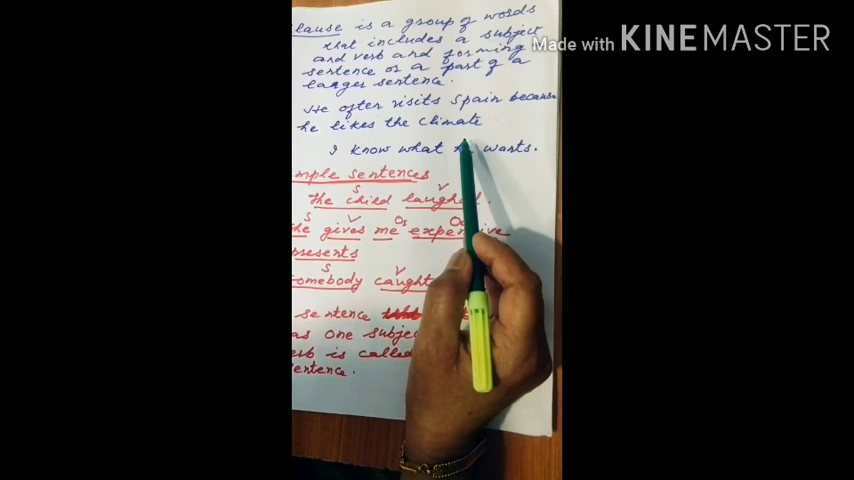 Made with KINEMASTER
lause is a group of words
that includes a subject
and verb and forming
sentence or a part of a
larger sentence.
He often visits Spain because
he likes the climate
I know what he wants.
mple sentences
S V
the child laughed.
S V Os
he gives me expensive
presents
S V
omebody caught
sentence
as one subject
erb is called
entence.